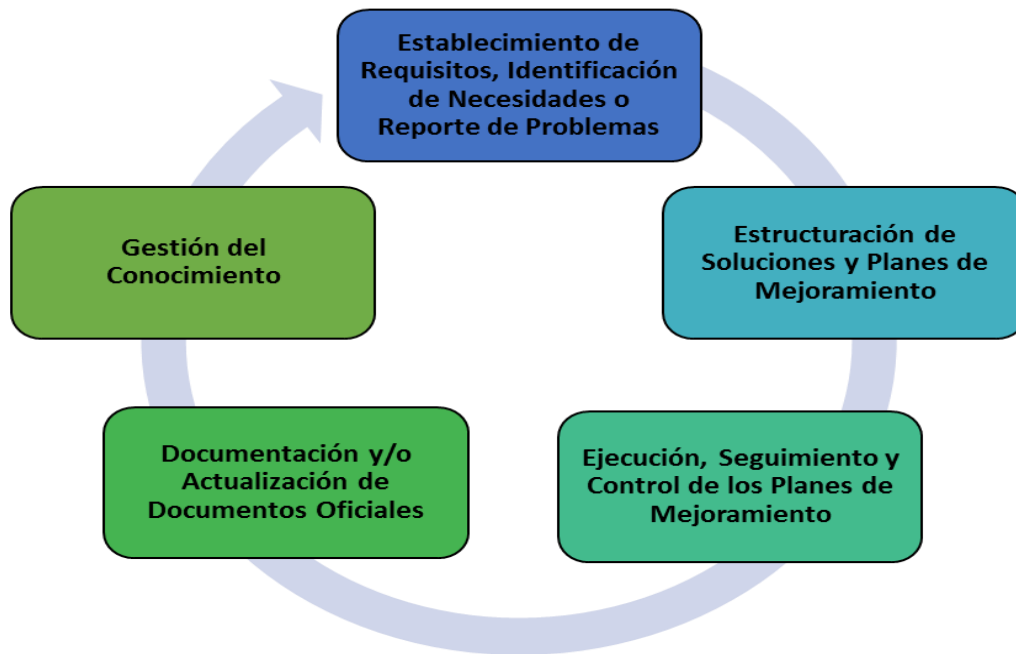 Establecimiento de
Requisitos, Identificación
de Necesidades o
Reporte de Problemas
Estructuración de
Soluciones y Planes de
Mejoramiento
Ejecución, Seguimiento y
Control de los Planes de
Mejoramiento
Documentación y/o
Actualización de
Documentos Oficiales
Gestión del
Conocimiento